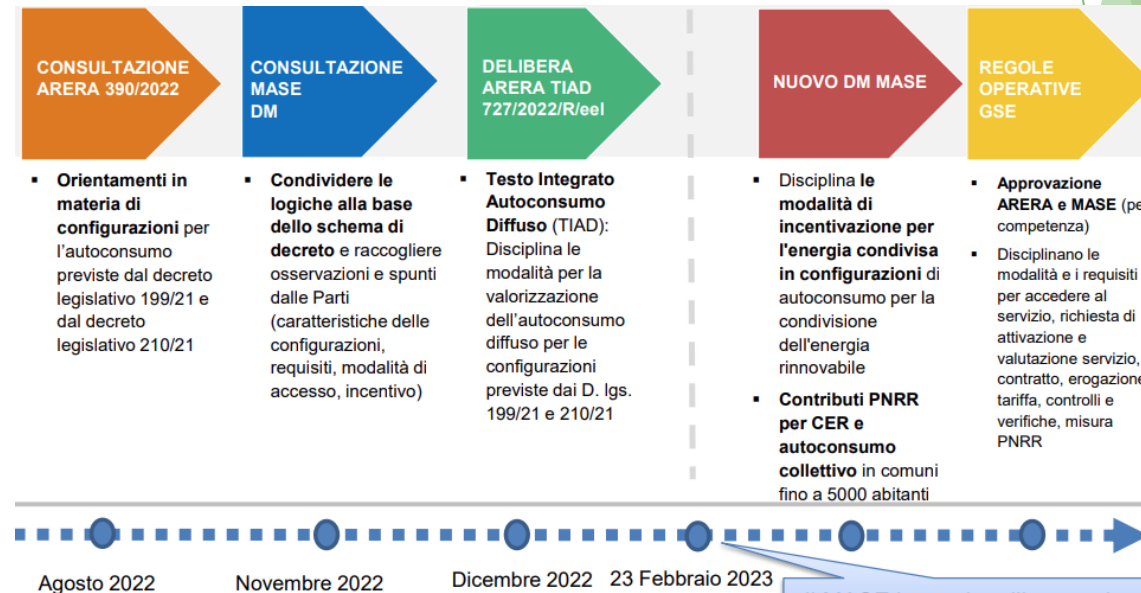 CONSULTAZIONE
ARERA 390/2022
CONSULTAZIONE
MASE
DM
DELIBERA
ARERA TIAD
727/2022/R/eel
NUOVO DM MASE
REGOLE
OPERATIVE
GSE
▪ Orientamenti in
materia di
configurazioni per
l'autoconsumo
previste dal decreto
legislativo 199/21 e
dal decreto
legislativo 210/21
▪ Condividere le
logiche alla base
dello schema di
decreto e raccogliere
osservazioni e spunti
dalle Parti
(caratteristiche delle
configurazioni,
requisiti, modalità di
accesso, incentivo)
▪ Testo Integrato
Autoconsumo
Diffuso (TIAD):
Disciplina le
modalità per la
valorizzazione
dell'autoconsumo
diffuso per le
configurazioni
previste dai D. lgs.
199/21 e 210/21
▪ Disciplina le
modalità di
incentivazione per
l'energia condivisa
in configurazioni di
autoconsumo per la
condivisione
dell'energia
rinnovabile
▪ Contributi PNRR
per CER e
autoconsumo
collettivo in comuni
fino a 5000 abitanti
▪ Approvazione
ARERA e MASE (pe
competenza)
▪ Disciplinano le
modalità e i requisiti
per accedere al
servizio, richiesta di
attivazione e
valutazione servizio,
contratto, erogazione
tariffa, controlli e
verifiche, misura
PNRR
Agosto 2022
Novembre 2022
Dicembre 2022
23 Febbraio 2023